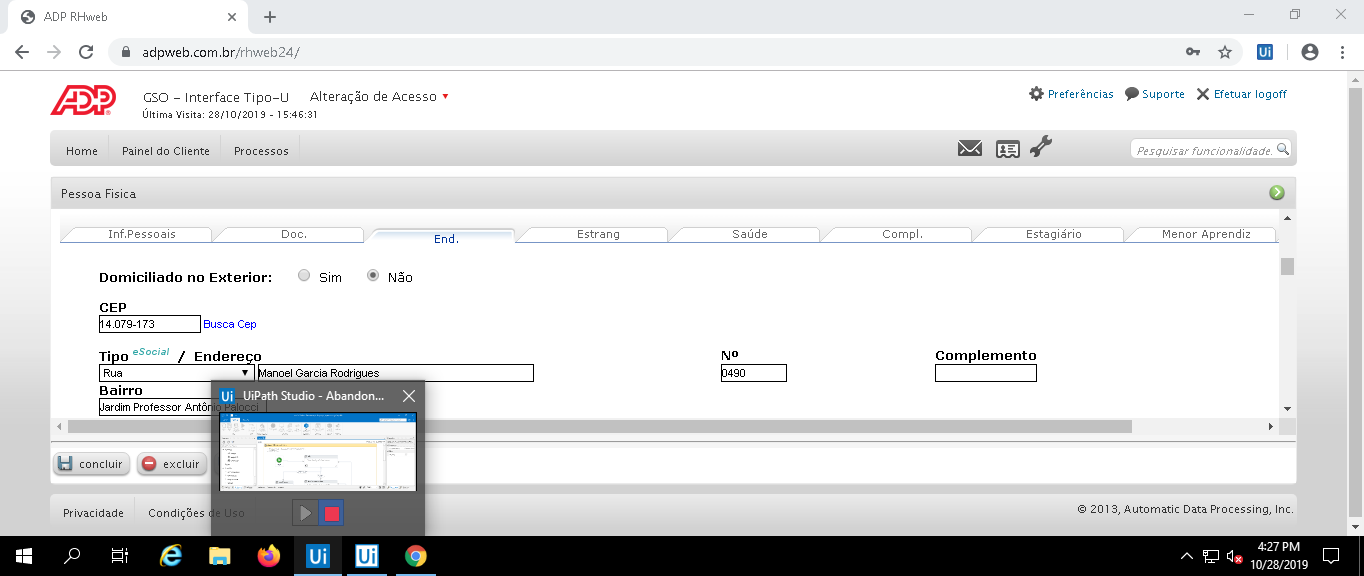 ADP RHweb
adpweb.com.br/rhweb24/
Ui
ADP
GSO - Interface Tipo-U
Alteração de Acesso
Última Visita: 28/10/2019 - 15:46:31
Preferências
Suporte
Efetuar logoff
Home
Painel do Cliente
Processos
Pesquisar funcionalidade.
Pessoa Fisica
Inf.Pessoais
Doc.
End.
Estrang
Saúde
Compl.
Estagiário
Menor Aprendiz
Domiciliado no Exterior:
Sim
Não
CEP
14.079-173
Busca Cep
Tipo eSocial / Endereço
Nº
Complemento
Rua
Manoel Garcia Rodrigues
0490
Bairro
Jardim Professor Antônio Palocci
Ui UiPath Studio - Abandon...
concluir
excluir
Privacidade
Condições de Uso
© 2013, Automatic Data Processing, Inc.
Ui
Ui
4:27 PM
10/28/2019